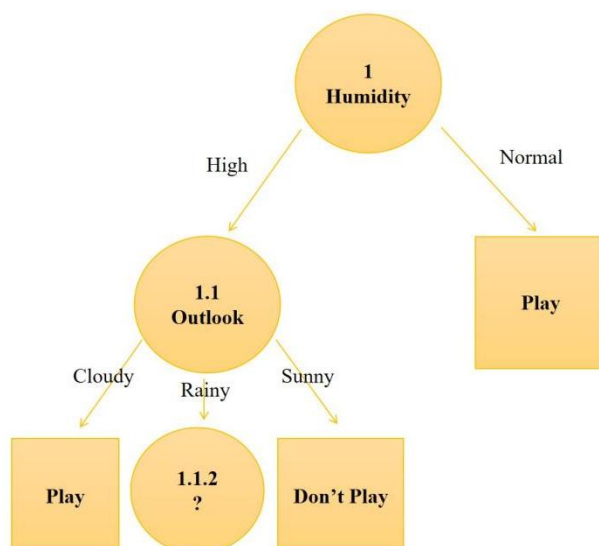 1
Humidity
High
Normal
1.1
Outlook
Play
Cloudy
Rainy
Sunny
Play
1.1.2
?
Don’t Play